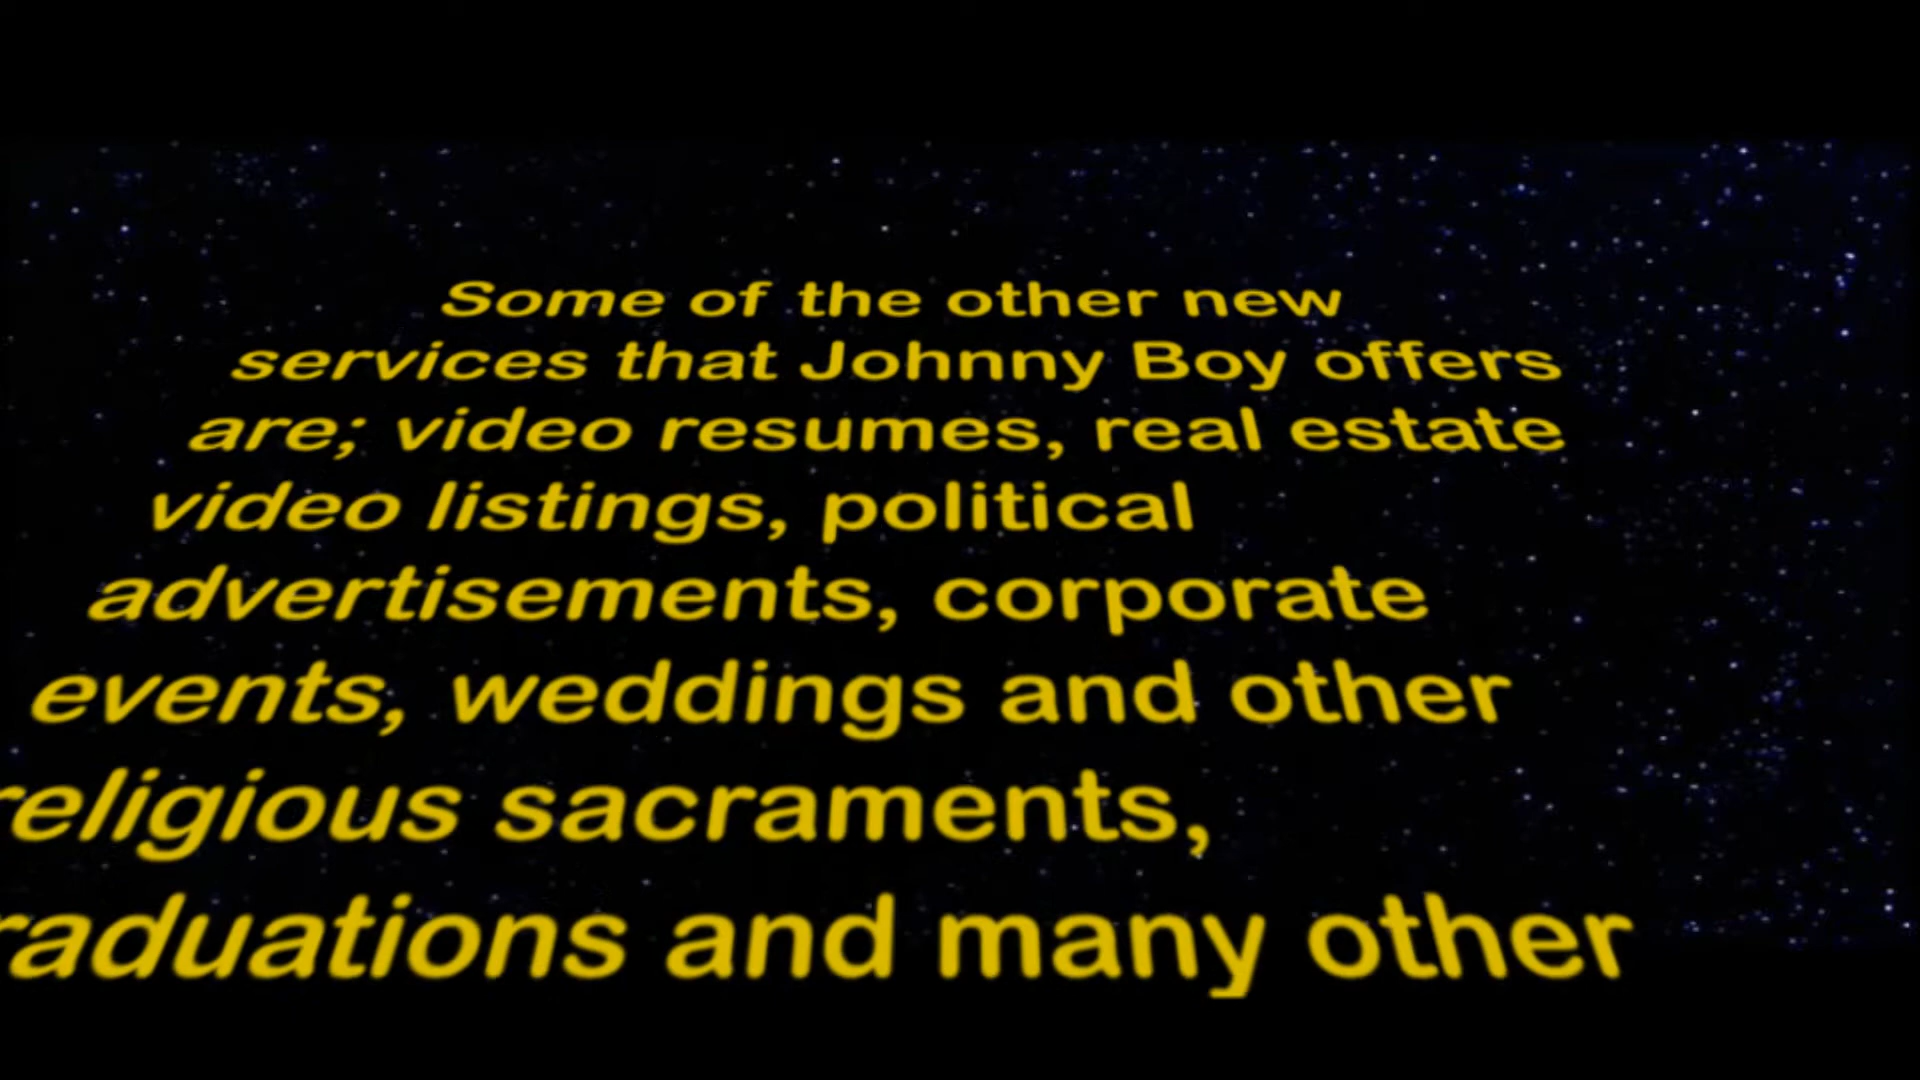 Some of the other new
services that Johnny Boy offers
are; video resumes, real estate
video listings, political
advertisements, corporate
events, weddings and other
religious sacraments,
raduations and many other